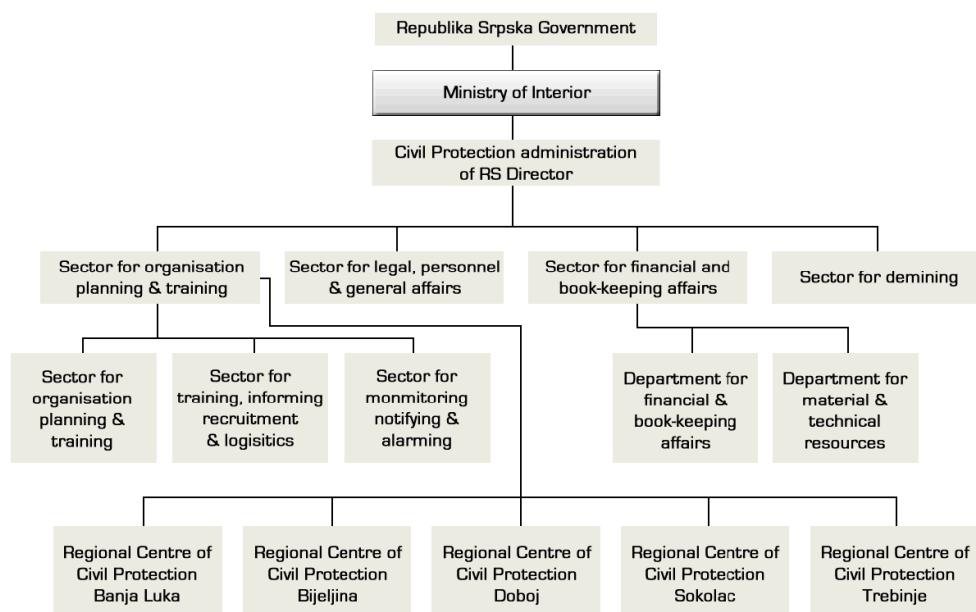 Republika Srpska Government
Ministry of Interior
Civil Protection administration
of RS Director
Sector for organisation
planning & training
Sector for legal, personnel
& general affairs
Sector for financial and
book-keeping affairs
Sector for demining
Sector for
organisation
planning &
training
Sector for
training, informing
recruitment
& logisitics
Sector for
monmitoring
notifying &
alarming
Department for
financial &
book-keeping
affairs
Department for
material &
technical
resources
Regional Centre of
Civil Protection
Banja Luka
Regional Centre of
Civil Protection
Bijeljina
Regional Centre of
Civil Protection
Doboj
Regional Centre of
Civil Protection
Sokolac
Regional Centre of
Civil Protection
Trebinje